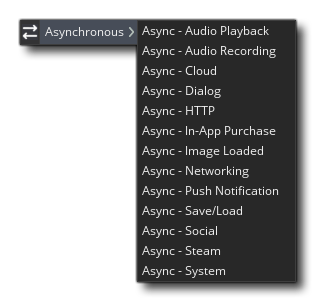 Asynchronous
Async - Audio Playback
Async - Audio Recording
Async - Cloud
Async - Dialog
Async - HTTP
Async - In-App Purchase
Async - Image Loaded
Async - Networking
Async - Push Notification
Async - Save/Load
Async - Social
Async - Steam
Async - System